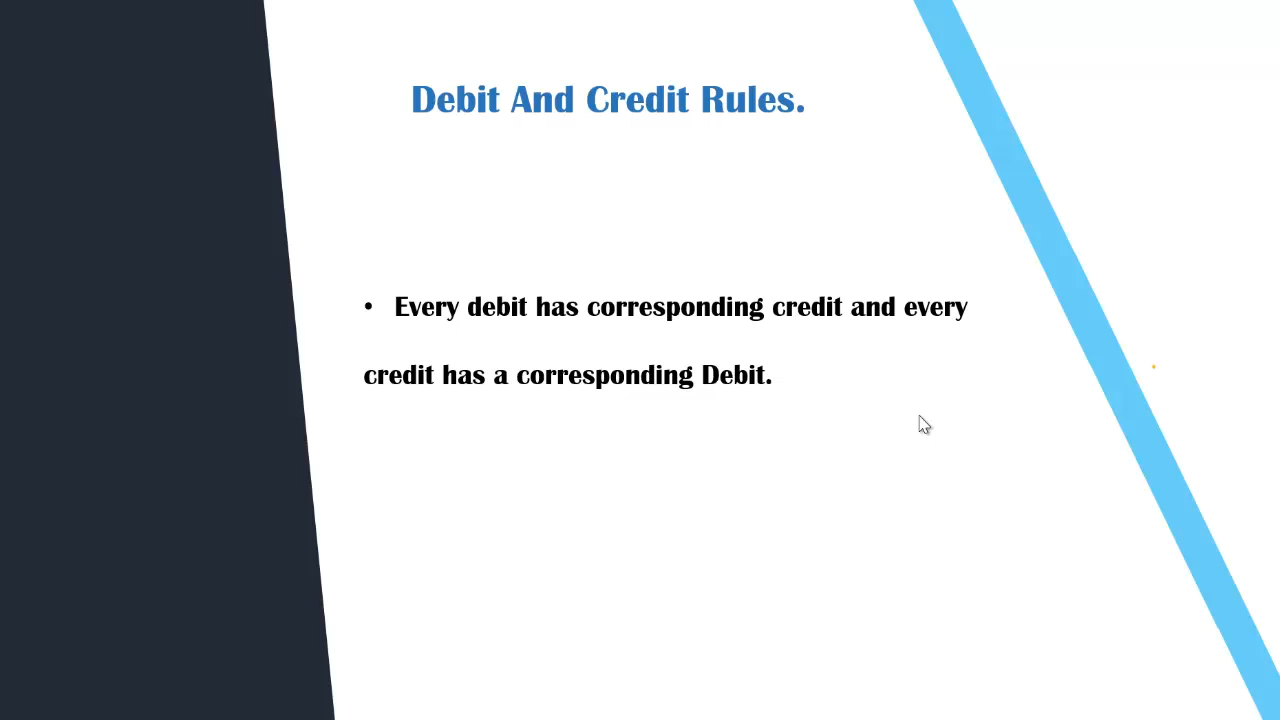 Debit And Credit Rules.
• Every debit has corresponding credit and every
credit has a corresponding Debit.